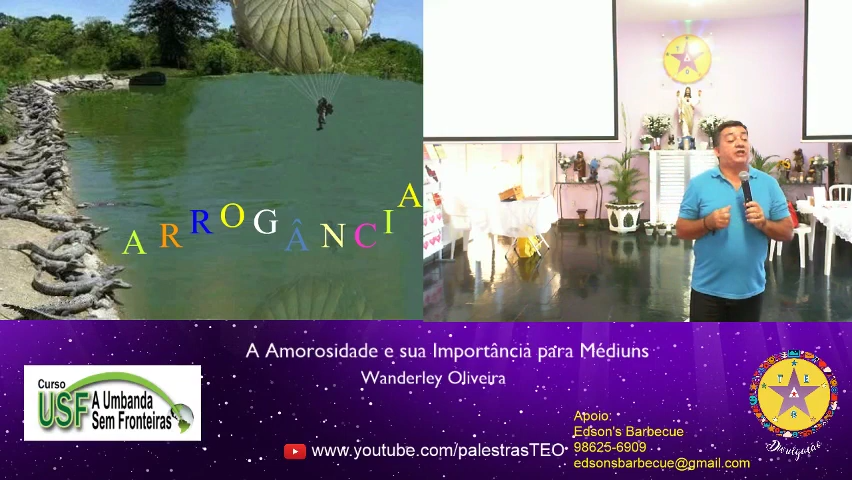 ARROGÂNCIA
A Amorosidade e sua Importância para Médiuns
Wanderley Oliveira
Curso
USF A Umbanda
Sem Fronteiras
www.youtube.com/palestrasTEO
Apoio:
Edson's Barbecue
98625-6909
edsonsbarbecue@gmail.com
T E
B
Divulgação